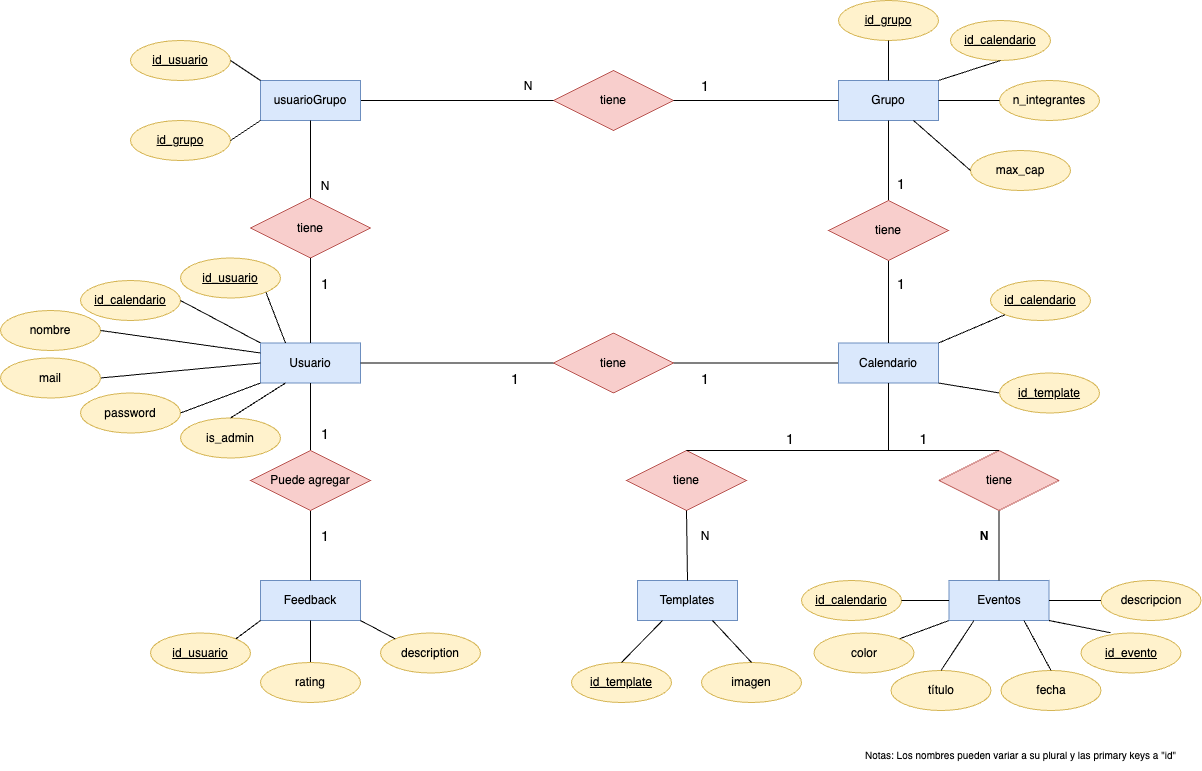 id_grupo
id_calendario
id_usuario
N
1
usuarioGrupo
tiene
Grupo
n_integrantes
id_grupo
max_cap
N
1
tiene
tiene
id_usuario
1
1
id_calendario
id_calendario
nombre
Usuario
tiene
Calendario
mail
1
1
id_template
password
is_admin
1
1
1
Puede agregar
tiene
tiene
1
N
N
Feedback
Templates
id_calendario
Eventos
descripcion
id_usuario
description
color
id_evento
rating
id_template
imagen
título
fecha
Notas: Los nombres pueden variar a su plural y las primary keys a "id"